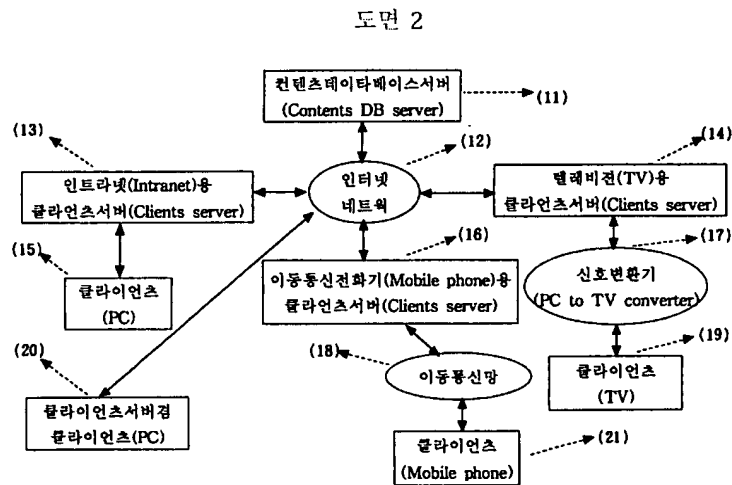 도면 2
컨텐츠데이타베이스서버
(Contents DB server)
(11)
(12)
(13)
(14)
인트라넷(Intranet)용
클라언츠서버(Clients server)
인터넷
네트웍
텔레비젼(TV)용
클라언츠서버(Clients server)
(15)
(16)
(17)
클라이언츠
(PC)
이동통신전화기(Mobile phone)용
클라언츠서버(Clients server)
신호변환기
(PC to TV converter)
(20)
(18)
(19)
클라이언츠서버겸
클라이언츠(PC)
이동통신망
클라이언츠
(TV)
클라이언츠
(Mobile phone)
(21)